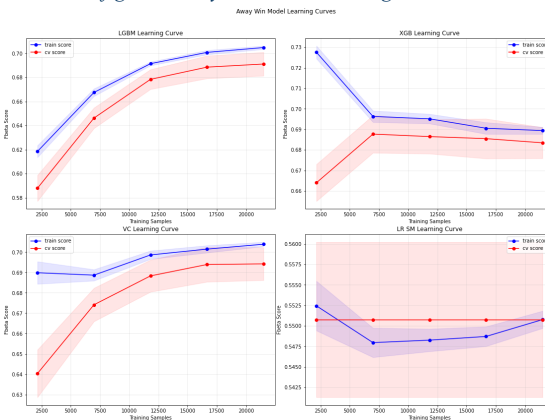 Away Win Model Learning Curves
LGBM Learning Curve
train score
cv score
0.70
0.68
0.66
0.64
0.62
0.60
0.58
Fbeta Score
2500 5000 7500 10000 12500 15000 17500 20000
Training Samples
XGB Learning Curve
train scor
cv score
0.73
0.72
0.71
0.70
0.69
0.68
0.67
0.66
Fbeta Score
2500 5000 7500 10000 12500 15000 17500 20000
Training Samples
VC Learning Curve
train score
cv score
0.70
0.69
0.68
0.67
0.66
0.65
0.64
0.63
Fbeta Score
2500 5000 7500 10000 12500 15000 17500 20000
Training Samples
LR SM Learning Curve
train scor
cv score
0.5600
0.5575
0.5550
0.5525
0.5500
0.5475
0.5450
0.5425
Fbeta Score
2500 5000 7500 10000 12500 15000 17500 20000
Training Samples